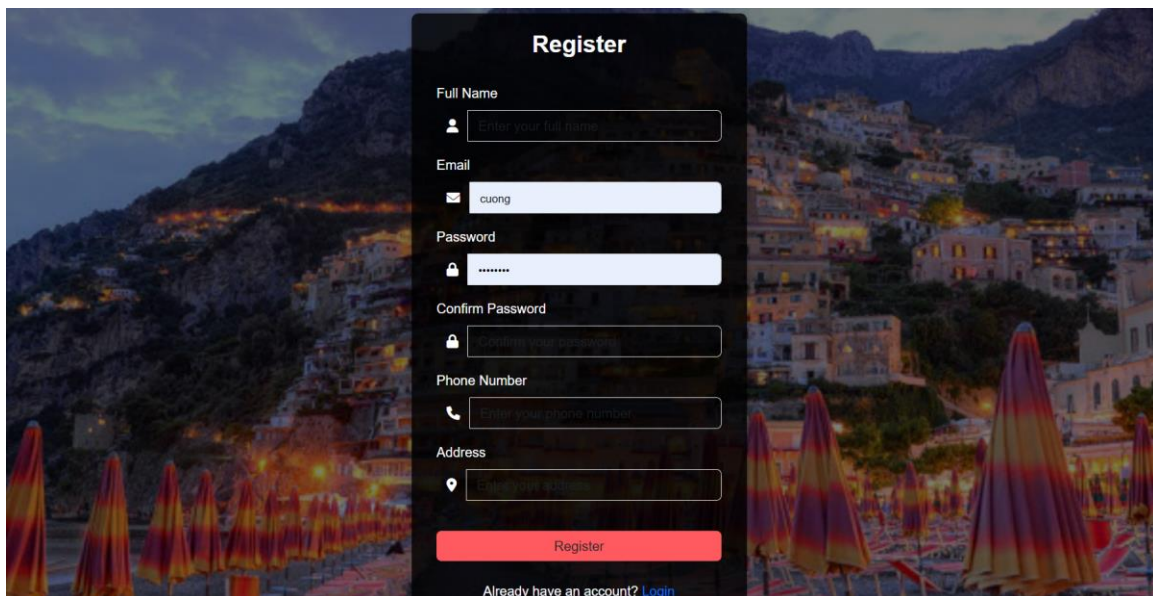 Register
Full Name
Enter your full name
Email
cuong
Password
••••••••
Confirm Password
Confirm your password
Phone Number
Enter your phone number
Address
Enter your address
Register
Already have an account? Login